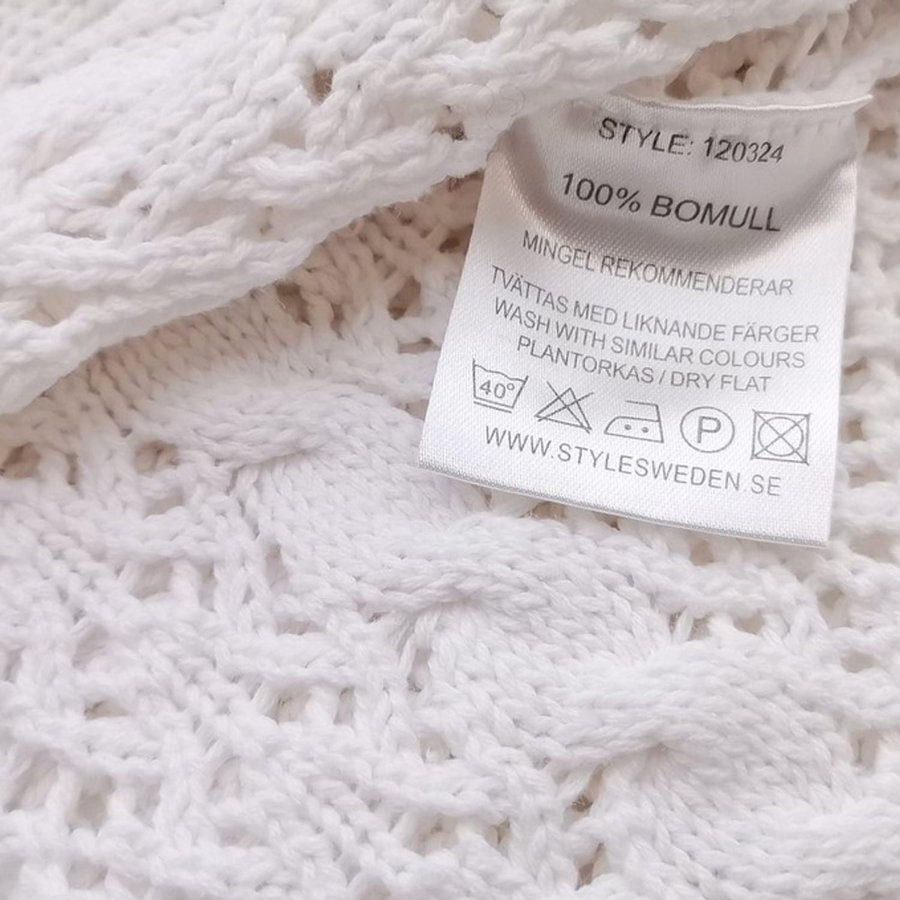 STYLE: 120324
100% BOMULL
MINGEL REKOMMENDERAR
TVÄTTAS MED LIKNANDE FÄRGER
WASH WITH SIMILAR COLOURS
PLANTORKAS / DRY FLAT
40° P
WWW.STYLESWEDEN.SE